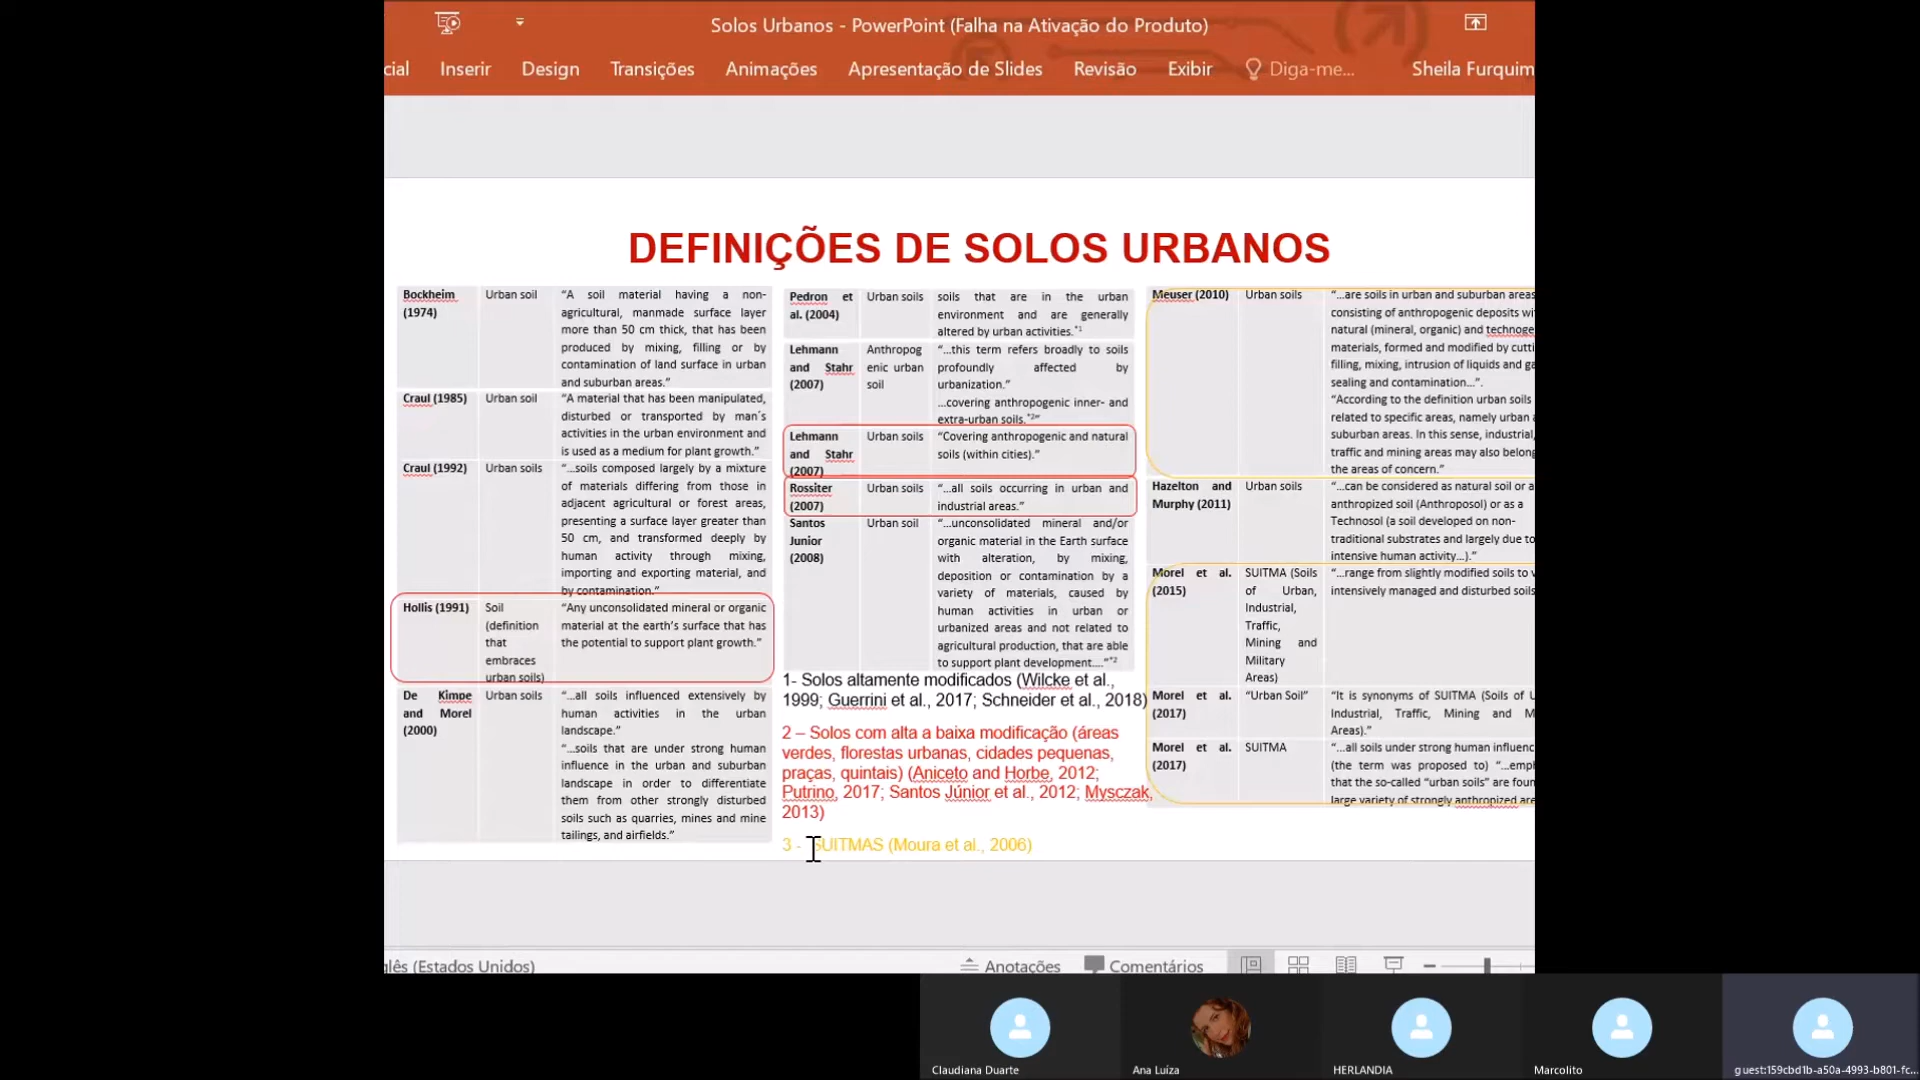 Solos Urbanos - PowerPoint (Falha na Ativação do Produto)
cial Inserir Design Transições Animações Apresentação de Slides Revisão Exibir Diga-me... Sheila Furquim
DEFINIÇÕES DE SOLOS URBANOS
Bockheim (1974)
Urban soil
“A soil material having a non-
agricultural, manmade surface layer
more than 50 cm thick, that has been
produced by mixing, filling or by
contamination of land surface in urban
and suburban areas.”
Craul (1985)
Urban soil
“A material that has been manipulated,
disturbed or transported by man´s
activities in the urban environment and
is used as a medium for plant growth.”
Craul (1992)
Urban soils
“...soils composed largely by a mixture
of materials differing from those in
adjacent agricultural or forest areas,
presenting a surface layer greater than
50 cm, and transformed deeply by
human activity through mixing,
importing and exporting material, and
by contamination.”
Hollis (1991)
Soil
(definition
that
embraces
urban soils)
“Any unconsolidated mineral or organic
material at the earth’s surface that has
the potential to support plant growth.”
De Kimpe
and Morel
(2000)
Urban soils
“...all soils influenced extensively by
human activities in the urban
landscape.”
“...soils that are under strong human
influence in the urban and suburban
landscape in order to differentiate
them from other strongly disturbed
soils such as quarries, mines and mine
tailings, and airfields.”
Pedron et
al. (2004)
Urban soils
soils that are in the urban
environment and are generally
altered by urban activities.*1
Lehmann
and Stahr
(2007)
Anthropog
enic urban
soil
“...this term refers broadly to soils
profoundly affected by
urbanization.”
...covering anthropogenic inner- and
extra-urban soils.*2”
Lehmann
and Stahr
(2007)
Urban soils
“Covering anthropogenic and natural
soils (within cities).”
Rossiter
(2007)
Urban soils
“...all soils occurring in urban and
industrial areas.”
Santos
Junior
(2008)
Urban soil
“...unconsolidated mineral and/or
organic material in the Earth surface
with alteration, by mixing,
deposition or contamination by a
variety of materials, caused by
human activities in urban or
urbanized areas and not related to
agricultural production, that are able
to support plant development....”*2
1- Solos altamente modificados (Wilcke et al.,
1999; Guerrini et al., 2017; Schneider et al., 2018)
2 – Solos com alta a baixa modificação (áreas
verdes, florestas urbanas, cidades pequenas,
praças, quintais) (Aniceto and Horbe, 2012;
Putrino, 2017; Santos Júnior et al., 2012; Mysczak,
2013)
3 - SUITMAS (Moura et al., 2006)
Meuser (2010)
Urban soils
“...are soils in urban and suburban areas
consisting of anthropogenic deposits wi
natural (mineral, organic) and technoge
materials, formed and modified by cutti
filling, mixing, intrusion of liquids and ga
sealing and contamination...”.
“According to the definition urban soils
related to specific areas, namely urban a
suburban areas. In this sense, industrial,
traffic and mining areas may also belong
the areas of concern.”
Hazelton and
Murphy (2011)
Urban soils
“...can be considered as natural soil or a
anthropized soil (Anthroposol) or as a
Technosol (a soil developed on non-
traditional substrates and largely due to
intensive human activity...).”
Morel et al.
(2015)
SUITMA (Soils
of Urban,
Industrial,
Traffic,
Mining and
Military
Areas)
“...range from slightly modified soils to v
intensively managed and disturbed soils
Morel et al.
(2017)
“Urban Soil”
“It is synonyms of SUITMA (Soils of U
Industrial, Traffic, Mining and M
Areas).”
Morel et al.
(2017)
SUITMA
“...all soils under strong human influenc
(the term was proposed to) “...emp
that the so-called “urban soils” are foun
large variety of strongly anthropized are
glês (Estados Unidos) Anotações Comentários
Claudiana Duarte
Ana Luíza
HERLANDIA
Marcolito
guest:159cbd1b-a50a-4993-b801-fc...